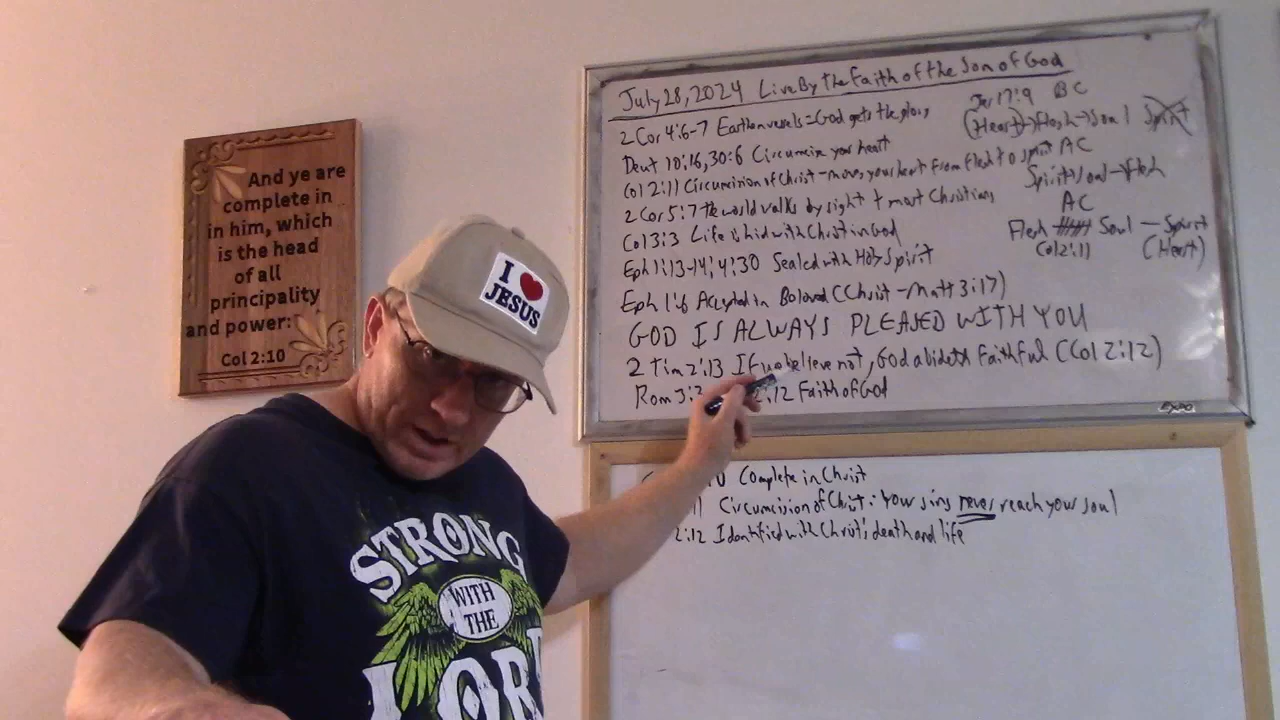 And ye are
complete in
in him, which
is the head
of all
principality
and power:
Col 2:10
I ❤
JESUS
STRONG
WITH
THE
LORD
July 28, 2024 Live By the Faith of the Son of God
2 Cor 4:6-7 Earthen vessels=God gets the glory
Deut 10:16, 30:6 Circumcise your heart
Col 2:11 Circumcision of Christ - moves your heart from flesh to spirit
2 Cor 5:7 the world walks by sight + most Christians
Col 3:3 Life is hid with Christ in God
Eph 1:13-14; 4:30 Sealed with Holy Spirit
Eph 1:6 Accepted in Beloved (Christ - Matt 3:17)
GOD IS ALWAYS PLEASED WITH YOU
2 Tim 2:13 If we believe not, God abideth Faithful (Col 2:12)
Rom 3:3 2:12 Faith of God
Jer 17:9 BC
(Heart) → Flesh → Soul Spirit
AC
Spirit → Soul → Flesh
AC
Flesh Soul - Spirit
Col 2:11 (Heart)
EXPO
Complete in Christ
Circumcision of Christ: Your sins never reach your soul
2:12 Identified with Christ's death and life